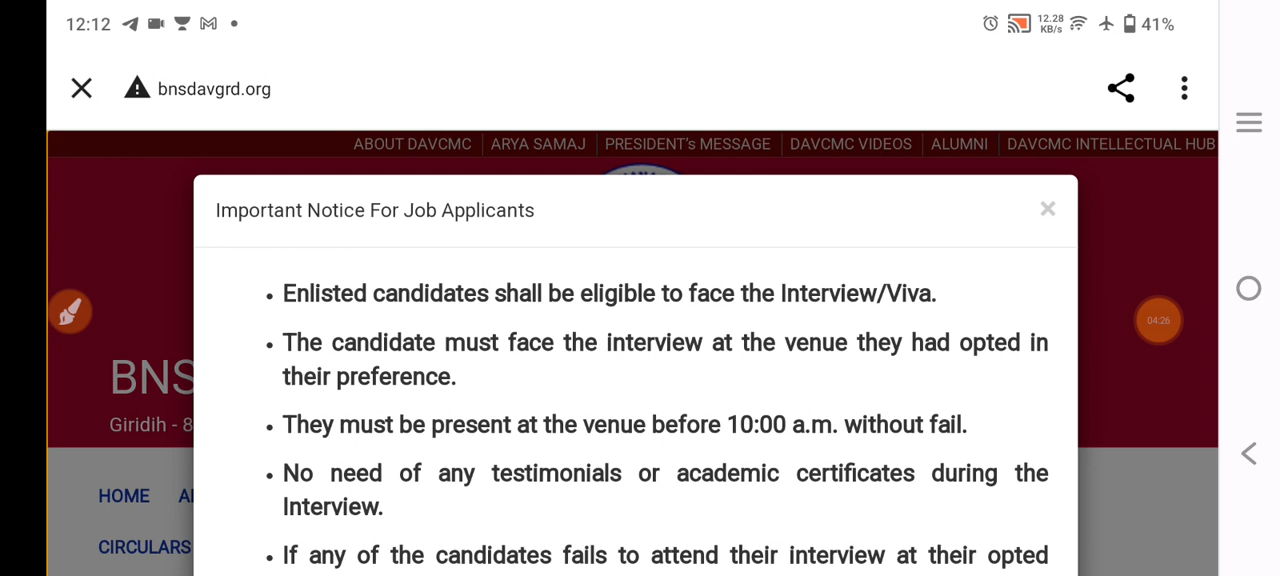 12:12 12.28 KB/s 41%
bnsdavgrd.org
ABOUT DAVCMC ARYA SAMAJ PRESIDENT's MESSAGE DAVCMC VIDEOS ALUMNI DAVCMC INTELLECTUAL HUB
Important Notice For Job Applicants ×
• Enlisted candidates shall be eligible to face the Interview/Viva.
04:26
• The candidate must face the interview at the venue they had opted in
their preference.
BNS
• They must be present at the venue before 10:00 a.m. without fail.
Giridih - 8
• No need of any testimonials or academic certificates during the
Interview.
HOME
CIRCULARS
• If any of the candidates fails to attend their interview at their opted